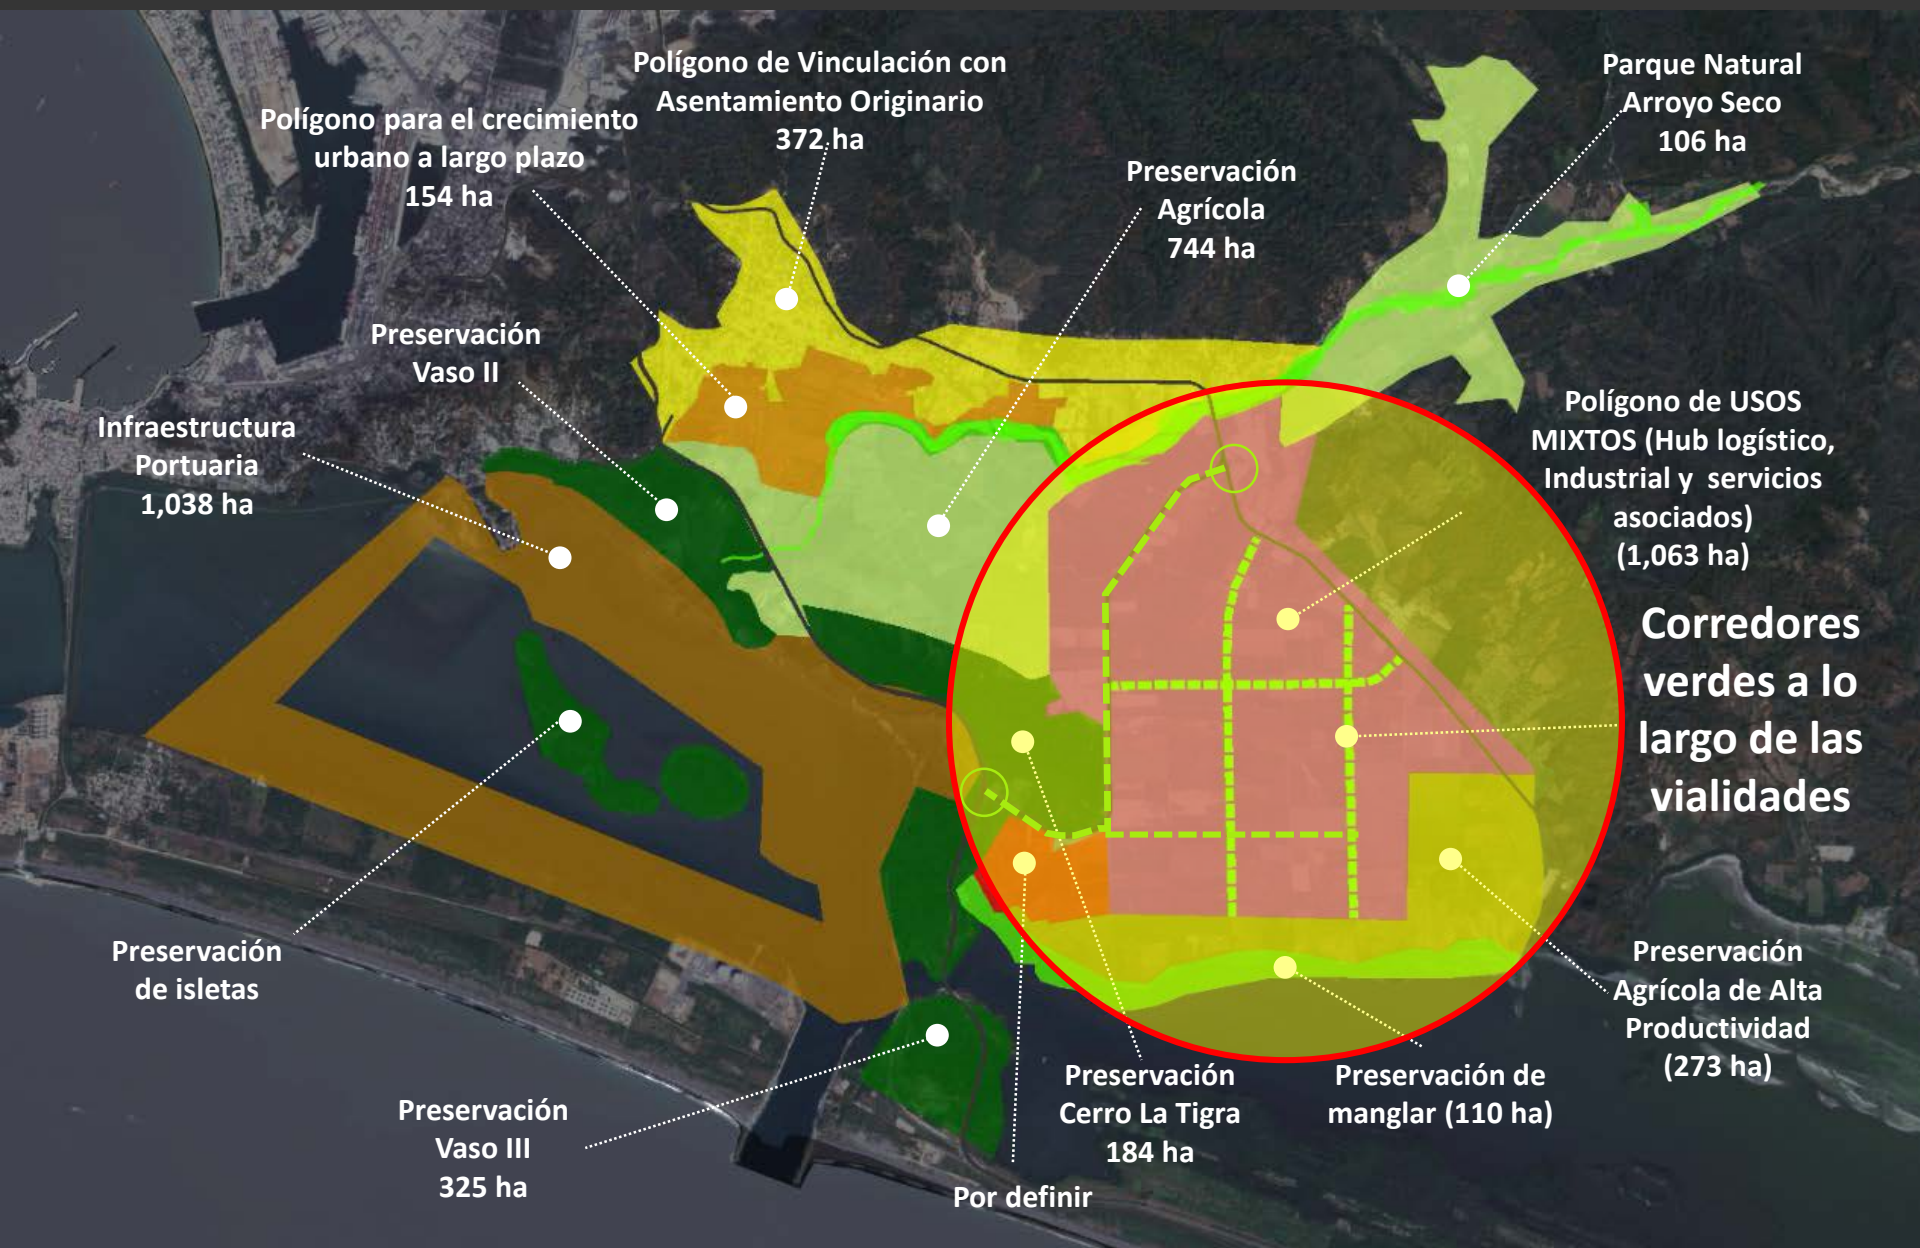 Polígono de Vinculación con
Asentamiento Originario
372 ha
Parque Natural
Arroyo Seco
106 ha
Polígono para el crecimiento
urbano a largo plazo
154 ha
Preservación
Agrícola
744 ha
Preservación
Vaso II
Infraestructura
Portuaria
1,038 ha
Polígono de USOS
MIXTOS (Hub logístico,
Industrial y servicios
asociados)
(1,063 ha)
Corredores
verdes a lo
largo de las
vialidades
Preservación
de isletas
Preservación
Agrícola de Alta
Productividad
(273 ha)
Preservación
Vaso III
325 ha
Preservación
Cerro La Tigra
184 ha
Preservación de
manglar (110 ha)
Por definir